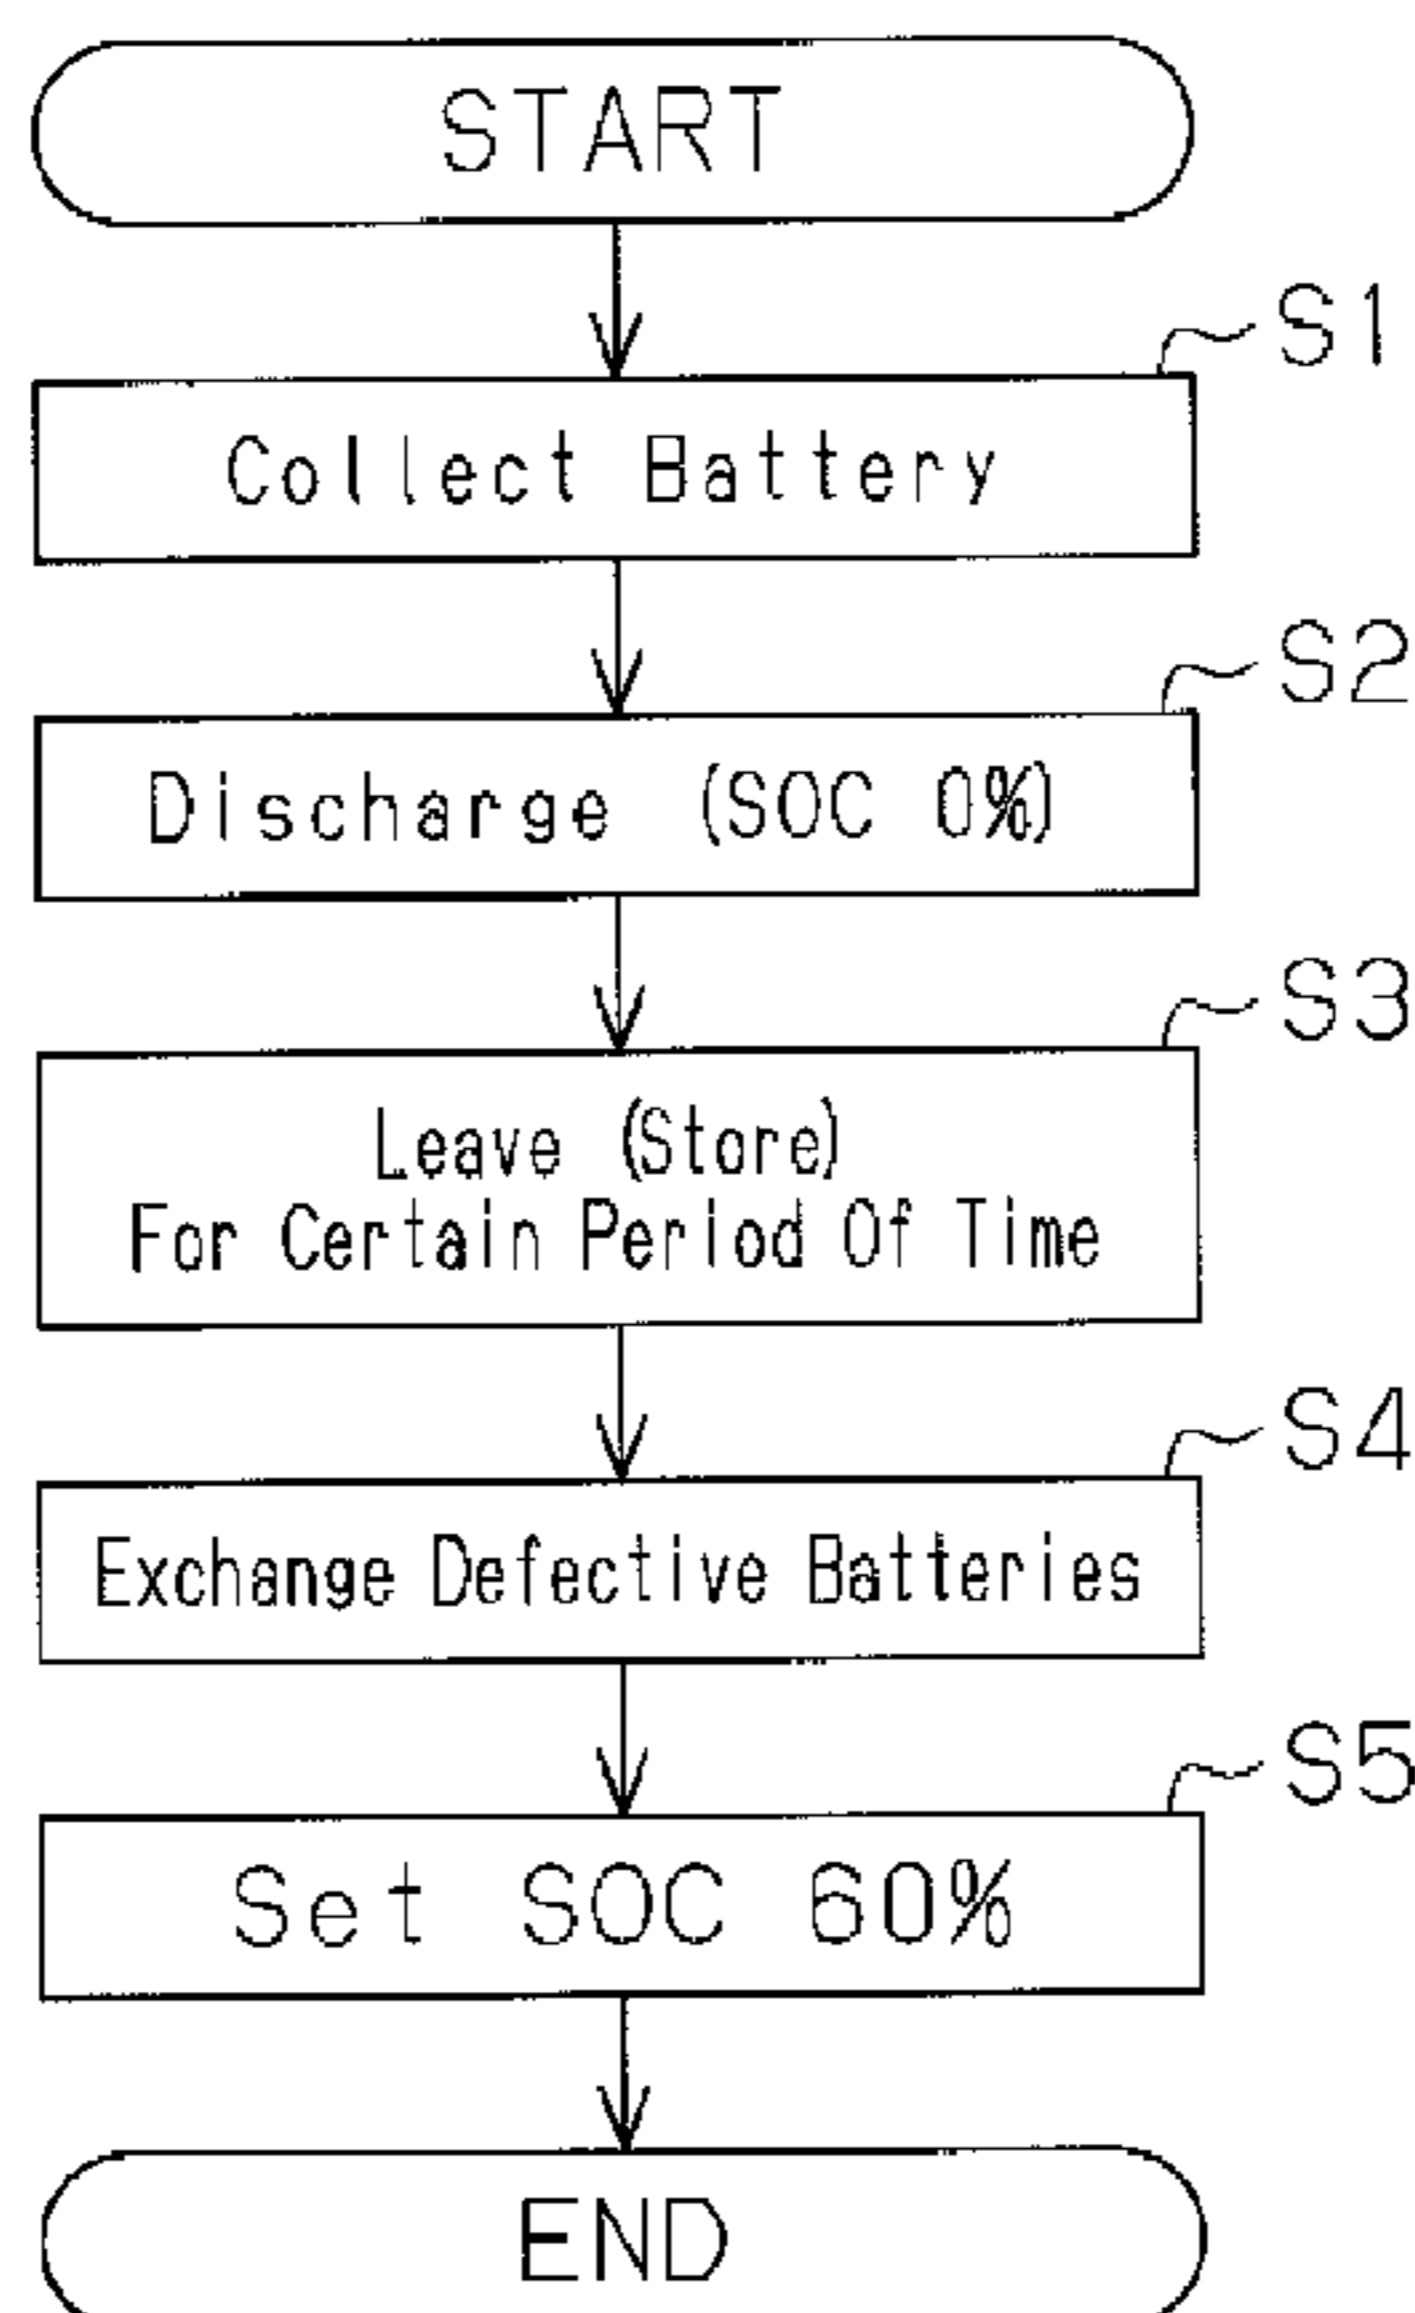 START
S1
Collect Battery
S2
Discharge (SOC 0%)
S3
Leave (Store)
For Certain Period Of Time
S4
Exchange Defective Batteries
S5
Set SOC 60%
END